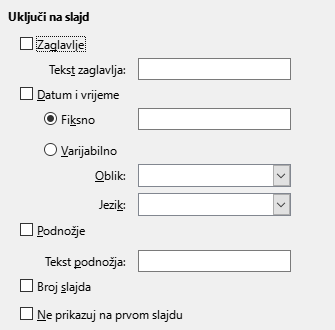 Uključi na slajd
Zaglavlje
Tekst zaglavlja:
Datum i vrijeme
Fiksno
Varijabilno
Oblik:
Jezik:
Podnožje
Tekst podnožja:
Broj slajda
Ne prikazuj na prvom slajdu